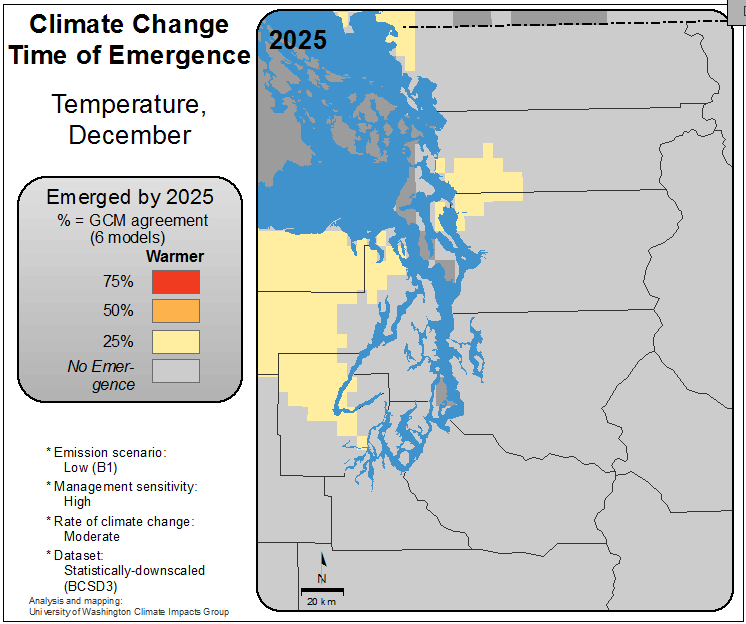 Climate Change
Time of Emergence
Temperature,
December
Emerged by 2025
% = GCM agreement
(6 models)
Warmer
75%
50%
25%
No Emer-
gence
* Emission scenario:
Low (B1)
* Management sensitivity:
High
* Rate of climate change:
Moderate
* Dataset:
Statistically-downscaled
(BCSD3)
Analysis and mapping:
University of Washington Climate Impacts Group
2025
N
20 km